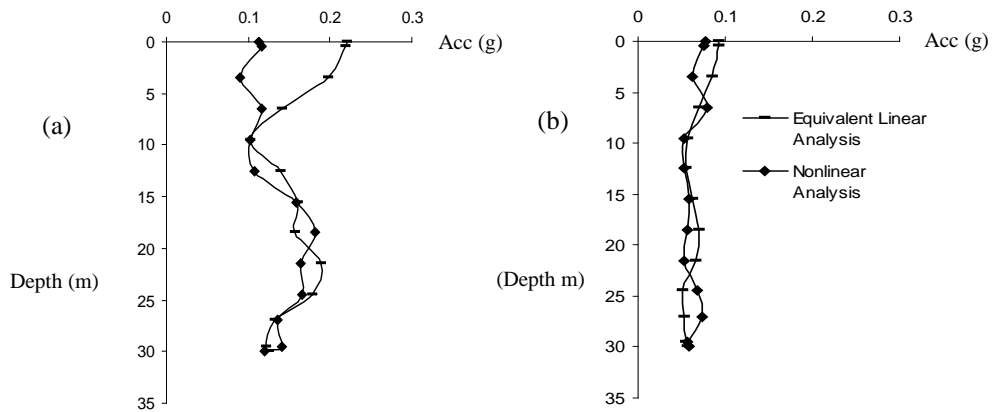 0 0.1 0.2 0.3
Acc (g)
0
5
10
15
20
25
30
35
(a)
Depth (m)
0 0.1 0.2 0.3
Acc (g)
0
5
10
15
20
25
30
35
(b)
(Depth m)
Equivalent Linear
Analysis
Nonlinear
Analysis